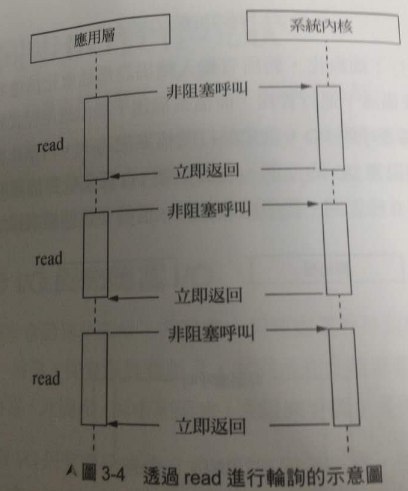 應用層
系統內核
非阻塞呼叫
read
立即返回
非阻塞呼叫
read
立即返回
非阻塞呼叫
read
立即返回
圖 3-4 透過 read 進行輪詢的示意圖